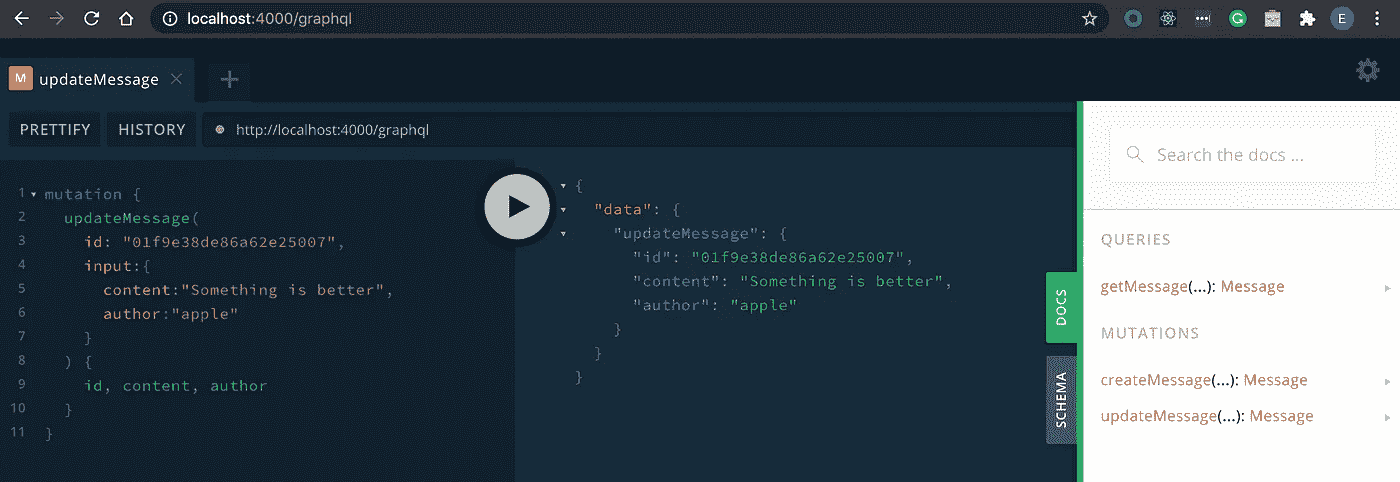 localhost:4000/graphql
E
M updateMessage
PRETTIFY HISTORY http://localhost:4000/graphql
1 mutation {
2 updateMessage(
3 id: "01f9e38de86a62e25007",
4 input:{
5 content:"Something is better",
6 author:"apple"
7 }
8 ) {
9 id, content, author
10 }
11 }
{
"data": {
"updateMessage": {
"id": "01f9e38de86a62e25007",
"content": "Something is better",
"author": "apple"
}
}
}
DOCS
SCHEMA
Search the docs ...
QUERIES
getMessage(...): Message
MUTATIONS
createMessage(...): Message
updateMessage(...): Message